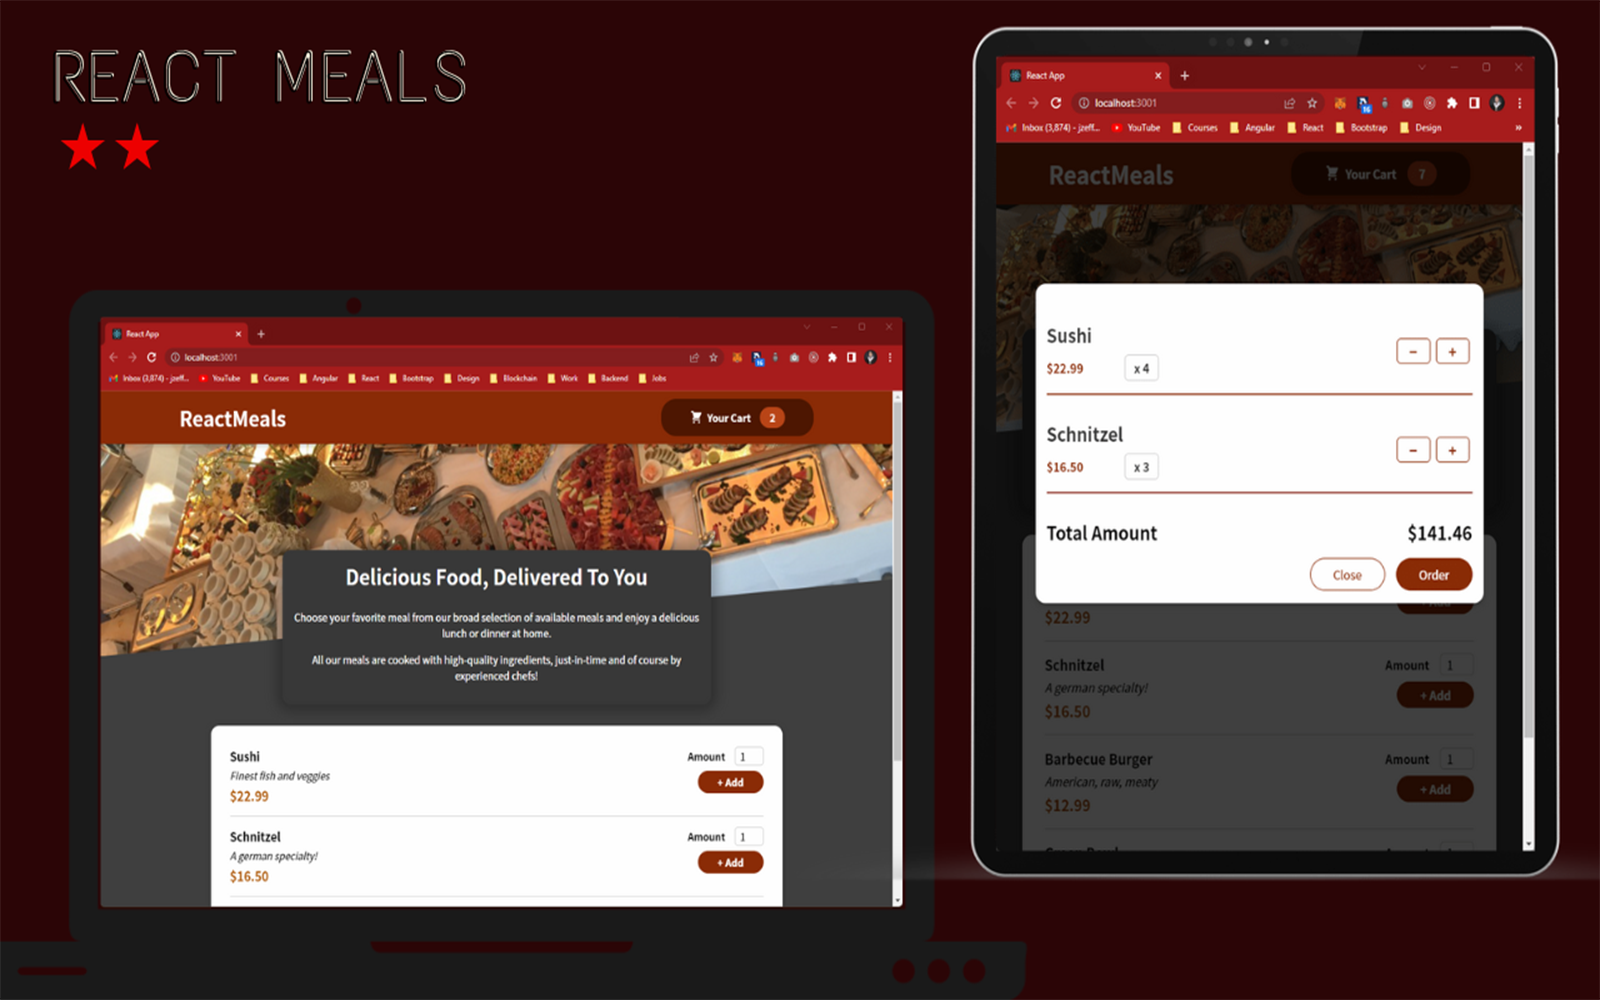 REACT MEALS
React App
localhost:3001
Inbox (3,874) - jzeff...
YouTube
Courses
Angular
React
Bootstrap
Design
Blockchain
Work
Backend
Jobs
ReactMeals
Your Cart 2
Delicious Food, Delivered To You
Choose your favorite meal from our broad selection of available meals and enjoy a delicious
lunch or dinner at home.
All our meals are cooked with high-quality ingredients, just-in-time and of course by
experienced chefs!
Sushi
Amount 1
Finest fish and veggies
+ Add
$22.99
Schnitzel
Amount 1
A german specialty!
+ Add
$16.50
React App
localhost:3001
Inbox (3,874) - jzeff...
YouTube
Courses
Angular
React
Bootstrap
Design
»
ReactMeals
Your Cart 7
Sushi
$22.99
x 4
− +
Schnitzel
$16.50
x 3
− +
Total Amount $141.46
Close
Order
+ Add
$22.99
Schnitzel
Amount 1
A german specialty!
+ Add
$16.50
Barbecue Burger
Amount 1
American, raw, meaty
+ Add
$12.99